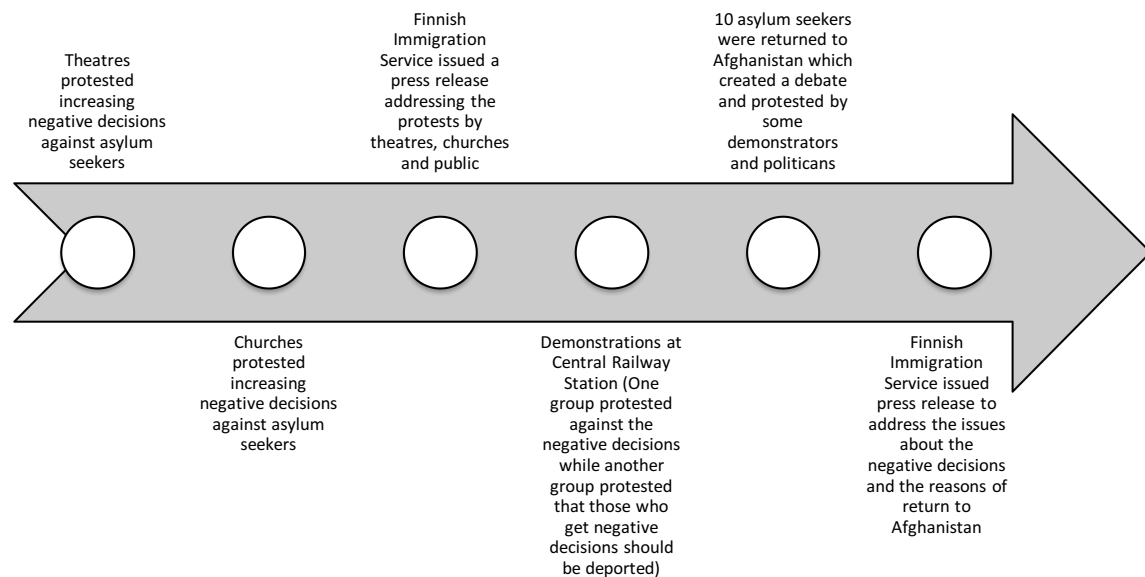 Theatres
protested
increasing
negative decisions
against asylum
seekers
Churches
protested
increasing
negative decisions
against asylum
seekers
Finnish
Immigration
Service issued a
press release
addressing the
protests by
theatres, churches
and public
Demonstrations at
Central Railway
Station (One
group protested
against the
negative decisions
while another
group protested
that those who
get negative
decisions should
be deported)
10 asylum seekers
were returned to
Afghanistan which
created a debate
and protested by
some
demonstrators
and politicans
Finnish
Immigration
Service issued
press release to
address the issues
about the
negative decisions
and the reasons of
return to
Afghanistan